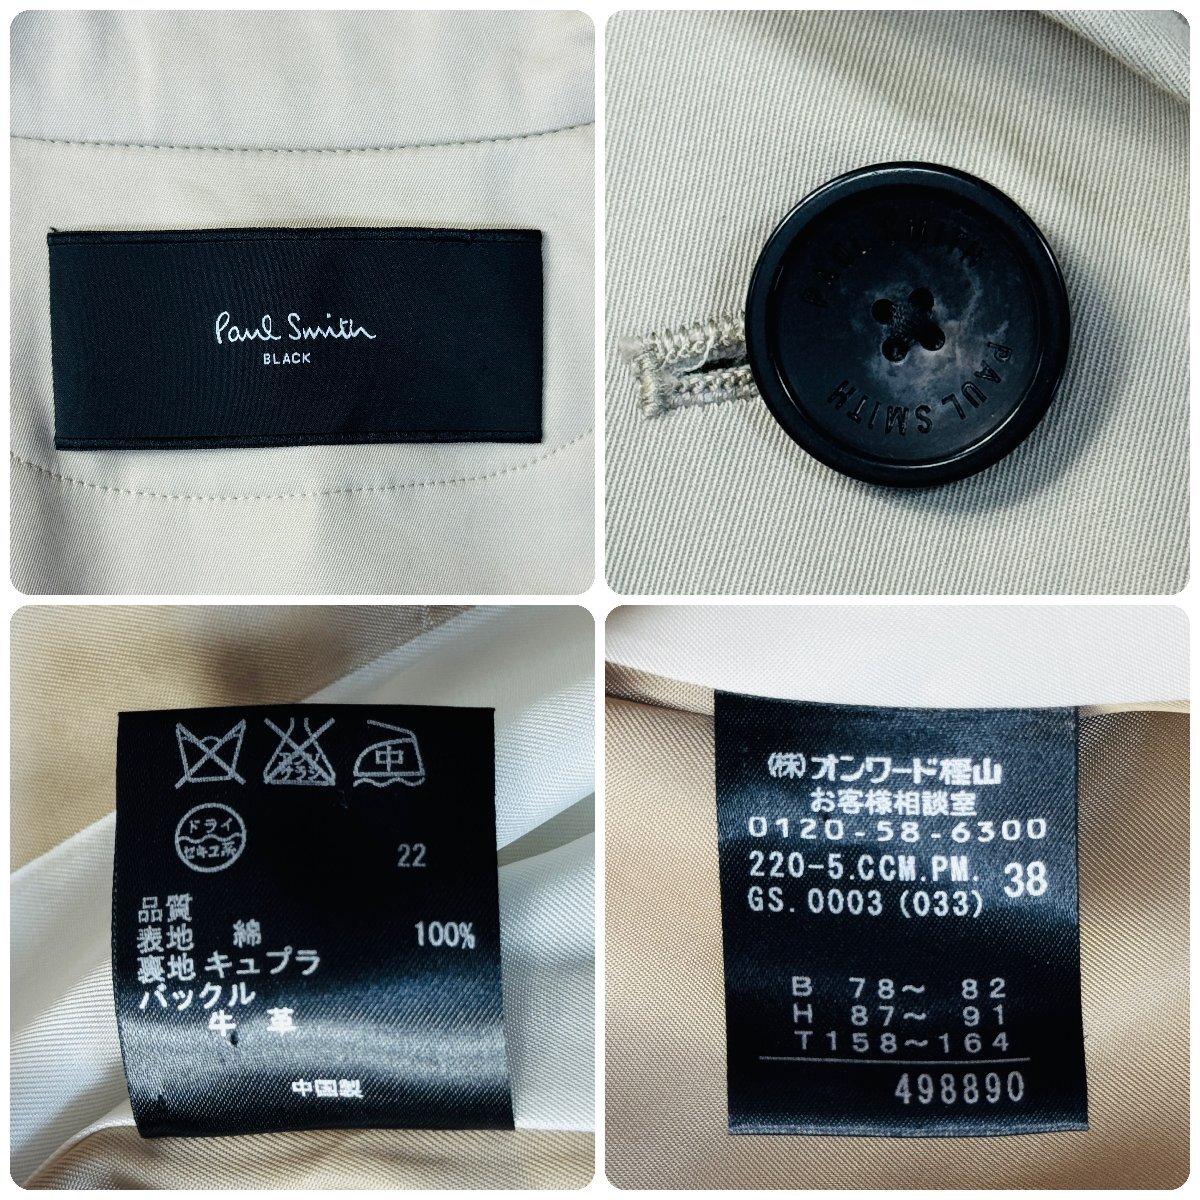 Paul Smith
BLACK
PAUL SMITH
PAUL SMITH
ブラシ
中
ドライ
セキユ系
22
品質
表地 綿 100%
裏地 キュプラ
バックル
牛 革
中国製
(株)オンワード樫山
お客様相談室
0120-58-6300
220-5.CCM.PM. 38
GS.0003 (033)
B 78～ 82
H 87～ 91
T158～164
498890